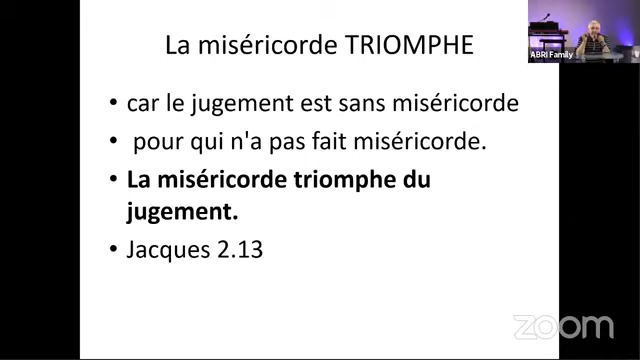 La miséricorde TRIOMPHE
ABRI Family
• car le jugement est sans miséricorde
• pour qui n'a pas fait miséricorde.
• La miséricorde triomphe du
jugement.
• Jacques 2.13
zoom